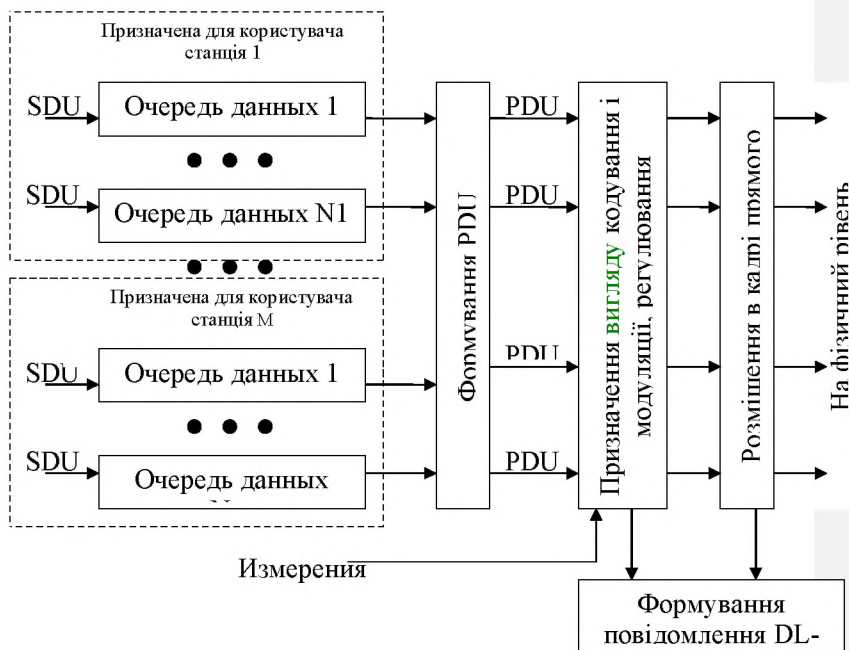 Призначена для користувача
станція 1
SDU
Очередь данных 1
SDU
Очередь данных N1
Призначена для користувача
станція М
SDU
Очередь данных 1
SDU
Очередь данных
Формування PDU
PDU
PDU
PDU
PDU
Призначення вигляду кодування і
модуляції, регулювання
Розміщення в кадрі прямого
На фізичний рівень
Измерения
Формування
повідомлення DL-